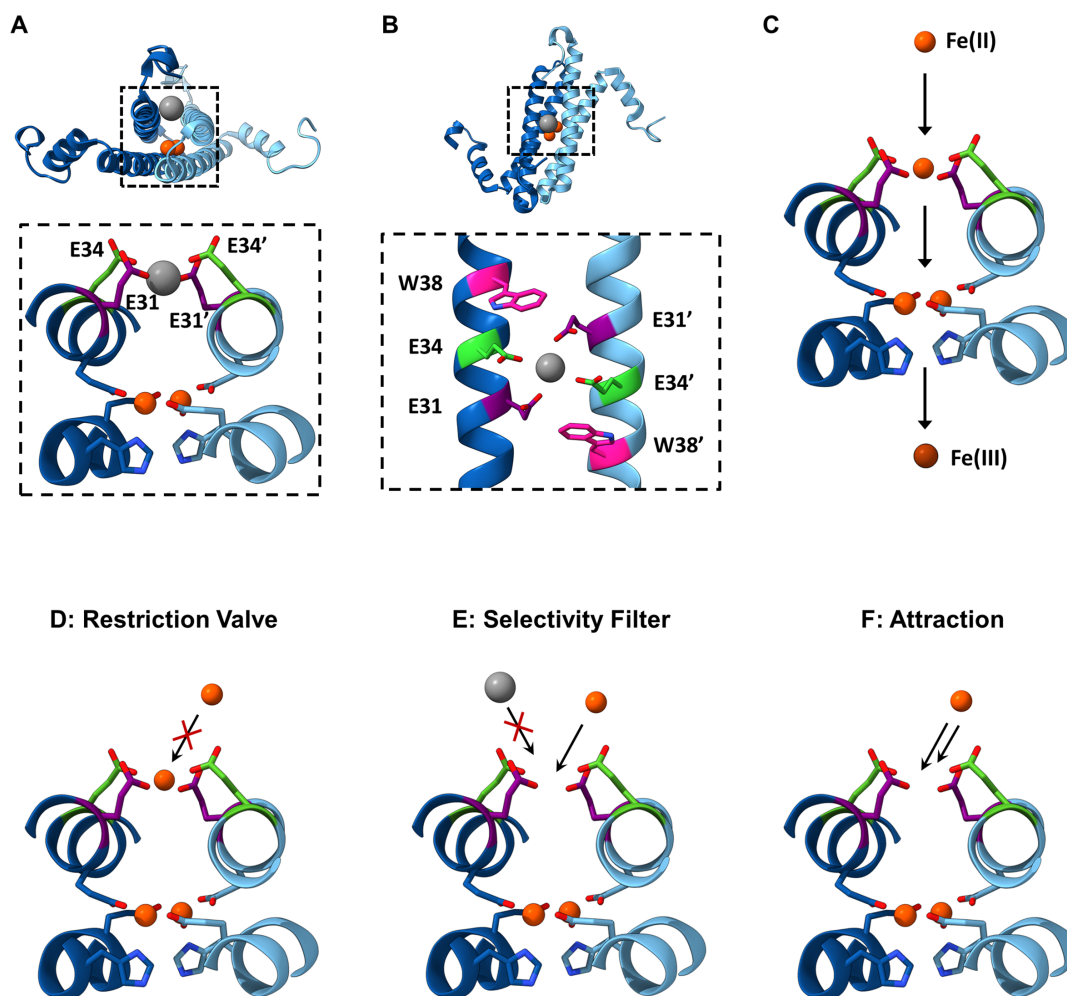 A
B
C
Fe(II)
E34
E34’
E31
E31’
W38
E31’
E34
E34’
E31
W38’
Fe(III)
D: Restriction Valve
E: Selectivity Filter
F: Attraction